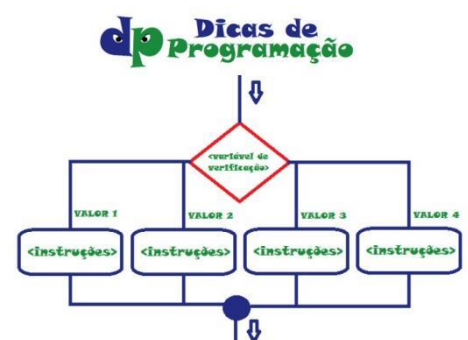 dp Dicas de
Programação
<variável de
verificação>
VALOR 1 VALOR 2 VALOR 3 VALOR 4
<instruções> <instruções> <instruções> <instruções>